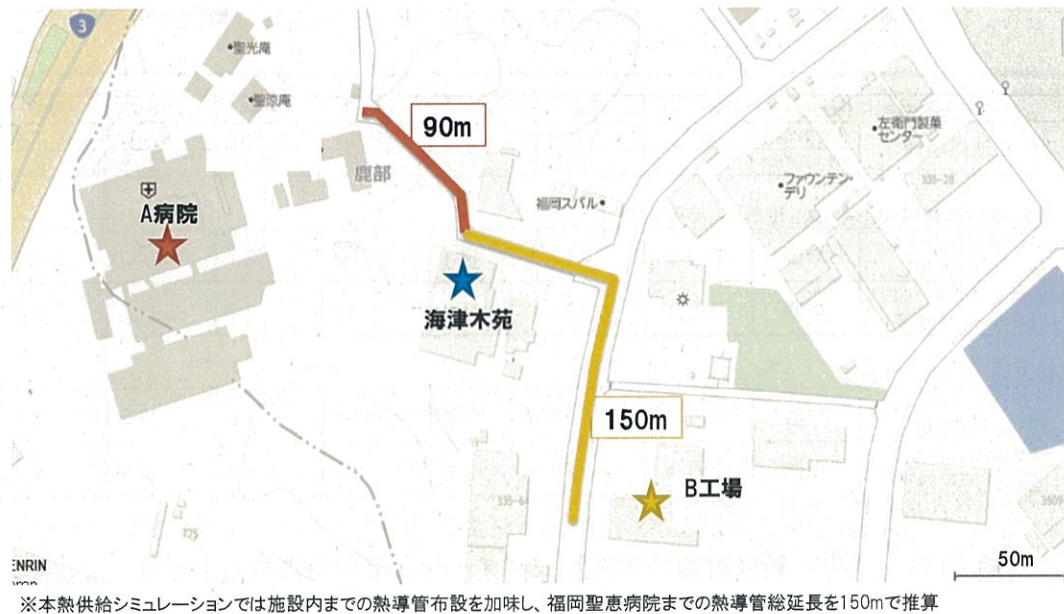 3
聖光庵
聖涼庵
90m
左衛門製菓
センター
鹿部
ファウンテン・
デリ
335-28
A病院
福岡スバル
海津木苑
150m
B工場
335-6
725
50m
ENRIN
※本熱供給シミュレーションでは施設内までの熱導管布設を加味し、福岡聖恵病院までの熱導管総延長を150mで推算